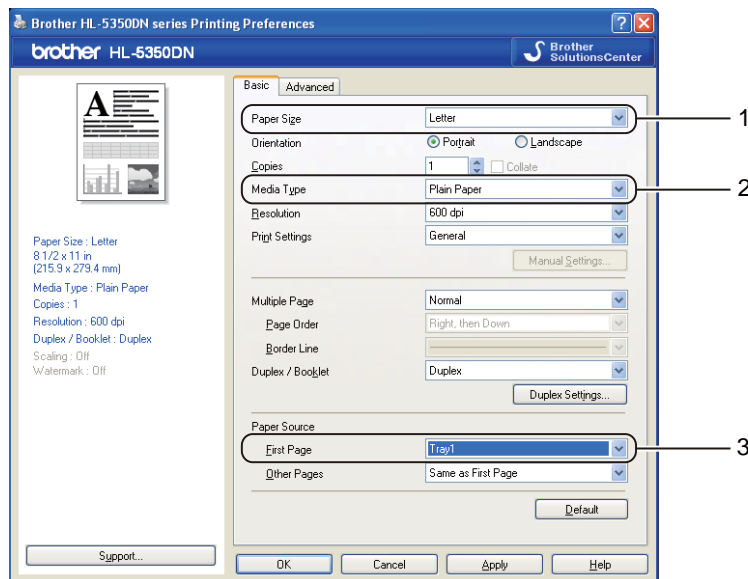 Brother HL-5350DN series Printing Preferences
brother HL-5350DN
Brother SolutionsCenter
A
Paper Size : Letter
8 1/2 x 11 in
(215.9 x 279.4 mm)
Media Type : Plain Paper
Copies : 1
Resolution : 600 dpi
Duplex / Booklet : Duplex
Scaling : Off
Watermark : Off
Support...
Basic Advanced
Paper Size Letter 1
Orientation Portrait Landscape
Copies 1 Collate
Media Type Plain Paper 2
Resolution 600 dpi
Print Settings General
Manual Settings...
Multiple Page Normal
Page Order Right, then Down
Border Line
Duplex / Booklet Duplex
Duplex Settings...
Paper Source
First Page Tray1 3
Other Pages Same as First Page
Default
OK Cancel Apply Help